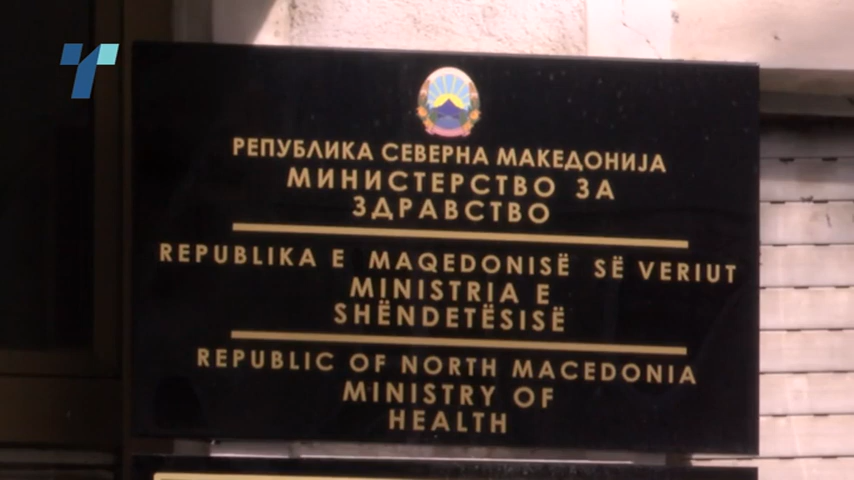 РЕПУБЛИКА СЕВЕРНА МАКЕДОНИЈА
МИНИСТЕРСТВО ЗА
ЗДРАВСТВО
REPUBLIKA E MAQEDONISË SË VERIUT
MINISTRIA E
SHËNDETËSISË
REPUBLIC OF NORTH MACEDONIA
MINISTRY OF
HEALTH